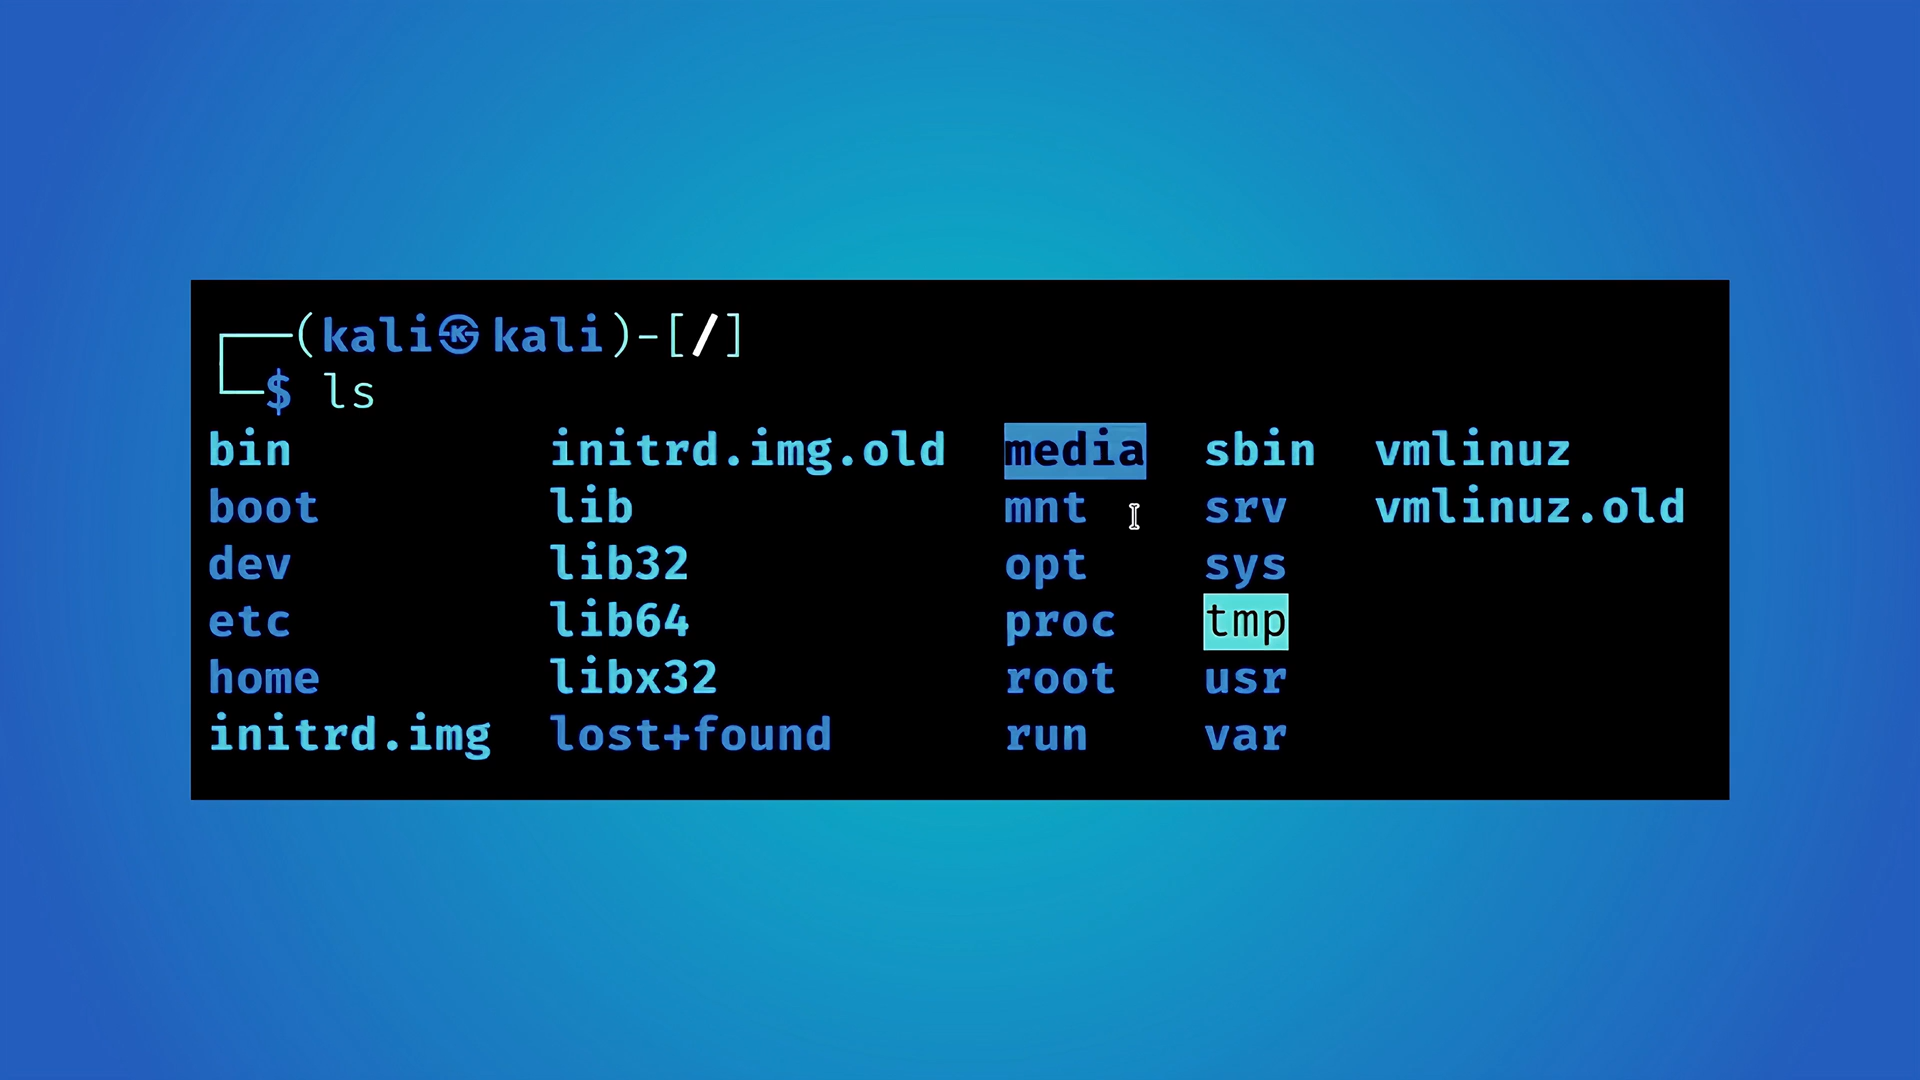 ┌──(kali㉿kali)-[/]
└─$ ls
bin initrd.img.old media sbin vmlinuz
boot lib mnt srv vmlinuz.old
dev lib32 opt sys
etc lib64 proc tmp
home libx32 root usr
initrd.img lost+found run var